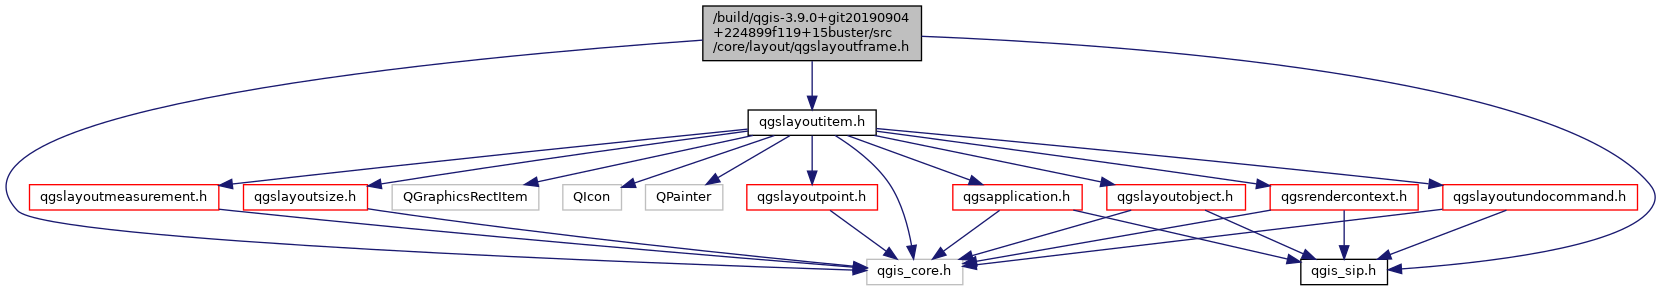 /build/qgis-3.9.0+git20190904
+224899f119+15buster/src
/core/layout/qgslayoutframe.h
qgslayoutitem.h
qgslayoutmeasurement.h
qgslayoutsize.h
QGraphicsRectItem
QIcon
QPainter
qgslayoutpoint.h
qgsapplication.h
qgslayoutobject.h
qgsrendercontext.h
qgslayoutundocommand.h
qgis_core.h
qgis_sip.h